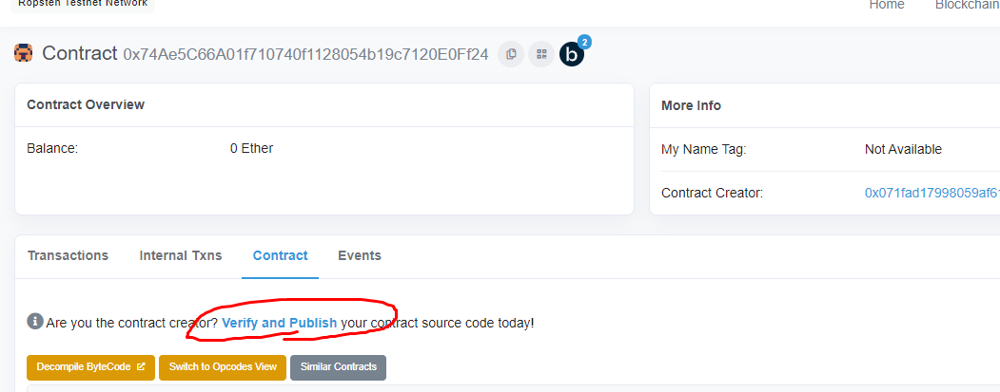 Ropsten Testnet Network
Home Blockchain
Contract 0x74Ae5C66A01f710740f1128054b19c7120E0Ff24
b 2
Contract Overview
More Info
Balance: 0 Ether
My Name Tag: Not Available
Contract Creator: 0x071fad17998059af61
Transactions Internal Txns Contract Events
Are you the contract creator? Verify and Publish your contract source code today!
Decompile ByteCode Switch to Opcodes View Similar Contracts